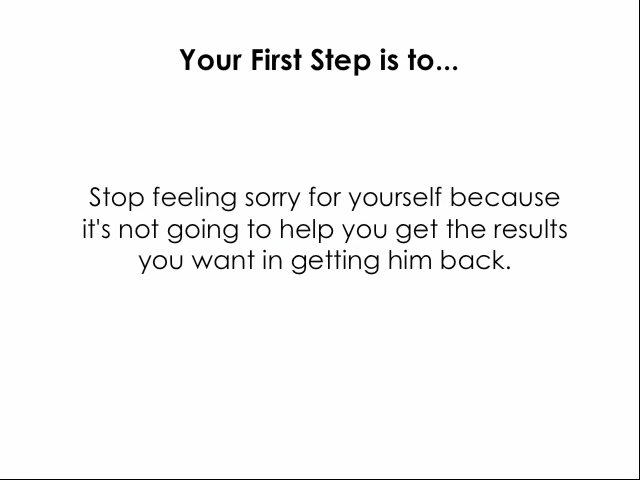 Your First Step is to...
Stop feeling sorry for yourself because
it's not going to help you get the results
you want in getting him back.